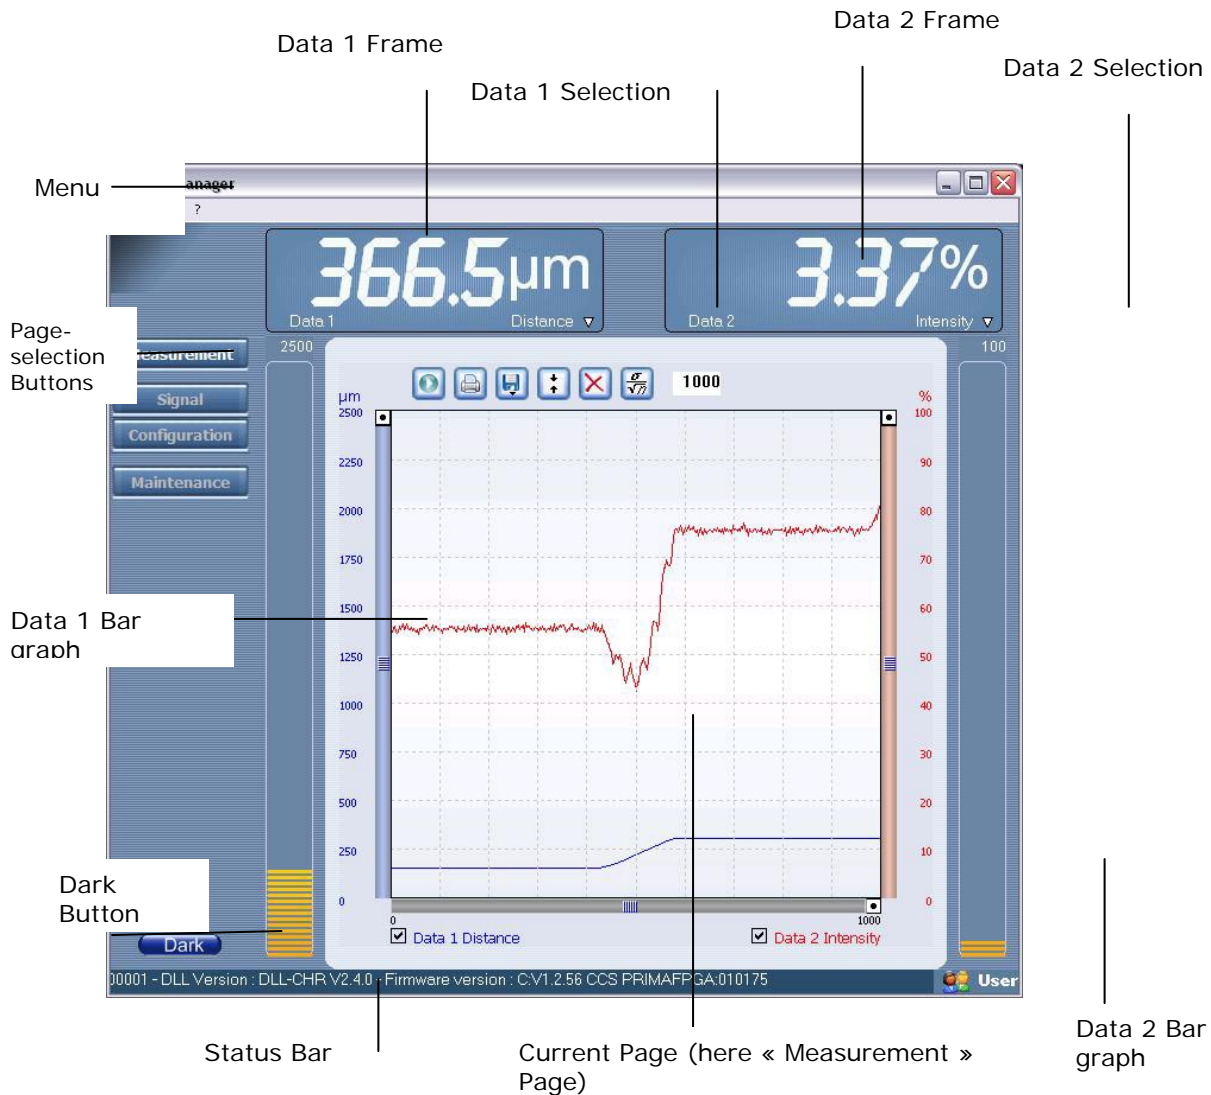 Data 1 Frame
Data 2 Frame
Data 1 Selection
Data 2 Selection
Menu
anager
?
366.5 µm
Data 1
Distance
3.37 %
Data 2
Intensity
Page-
selection
Buttons
easurement
Signal
Configuration
Maintenance
2500
100
1000
µm
2500
2250
2000
1750
1500
1250
1000
750
500
250
0
%
100
90
80
70
60
50
40
30
20
10
0
0
1000
Data 1 Distance
Data 2 Intensity
Data 1 Bar
graph
Dark
Button
Dark
00001 - DLL Version : DLL-CHR V2.4.0 - Firmware version : C:V1.2.56 CCS PRIMAFPGA:010175
User
Status Bar
Current Page (here « Measurement »
Page)
Data 2 Bar
graph